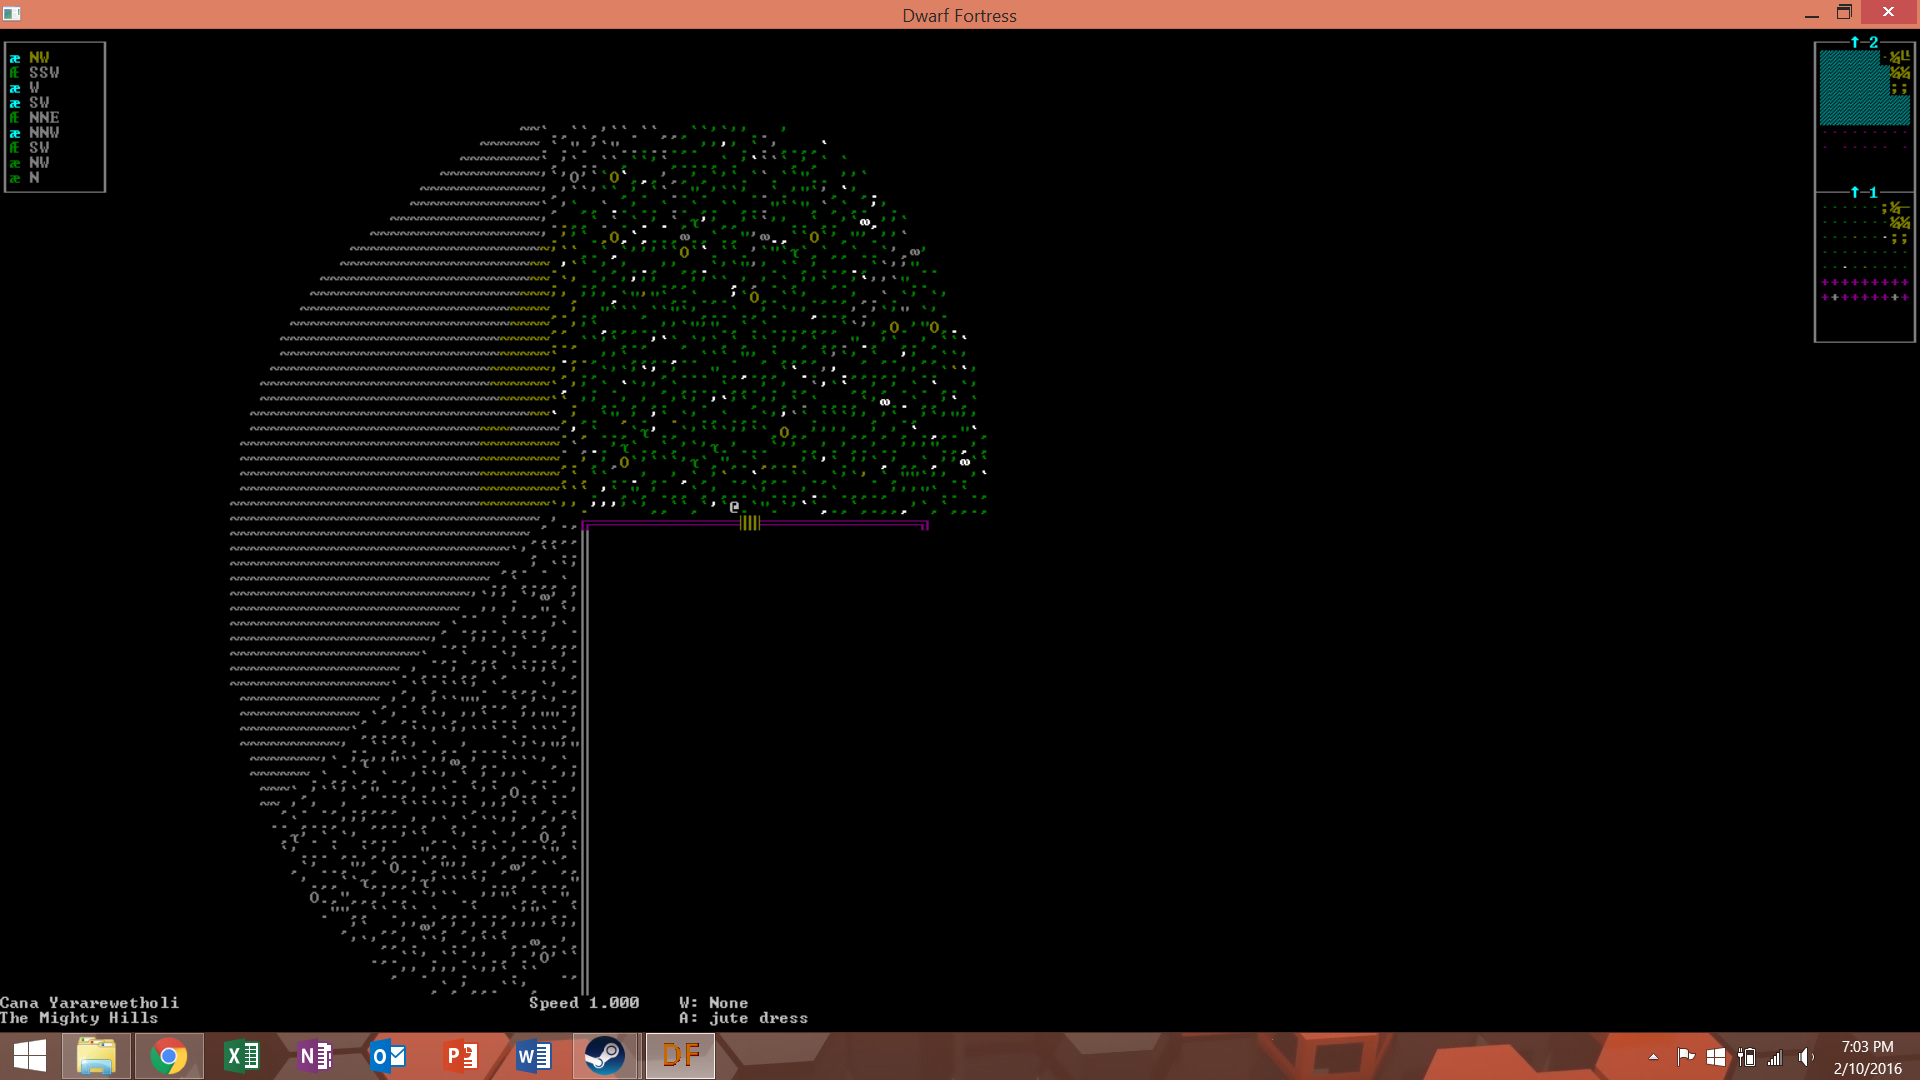 Dwarf Fortress
æ NW
Æ SSW
æ W
æ SW
Æ NNE
æ NNW
Æ SW
æ NW
æ N
↑ 2
↑ 1
Cana Yararewetholi
The Mighty Hills
Speed 1.000
W: None
A: jute dress
DF
7:03 PM
2/10/2016